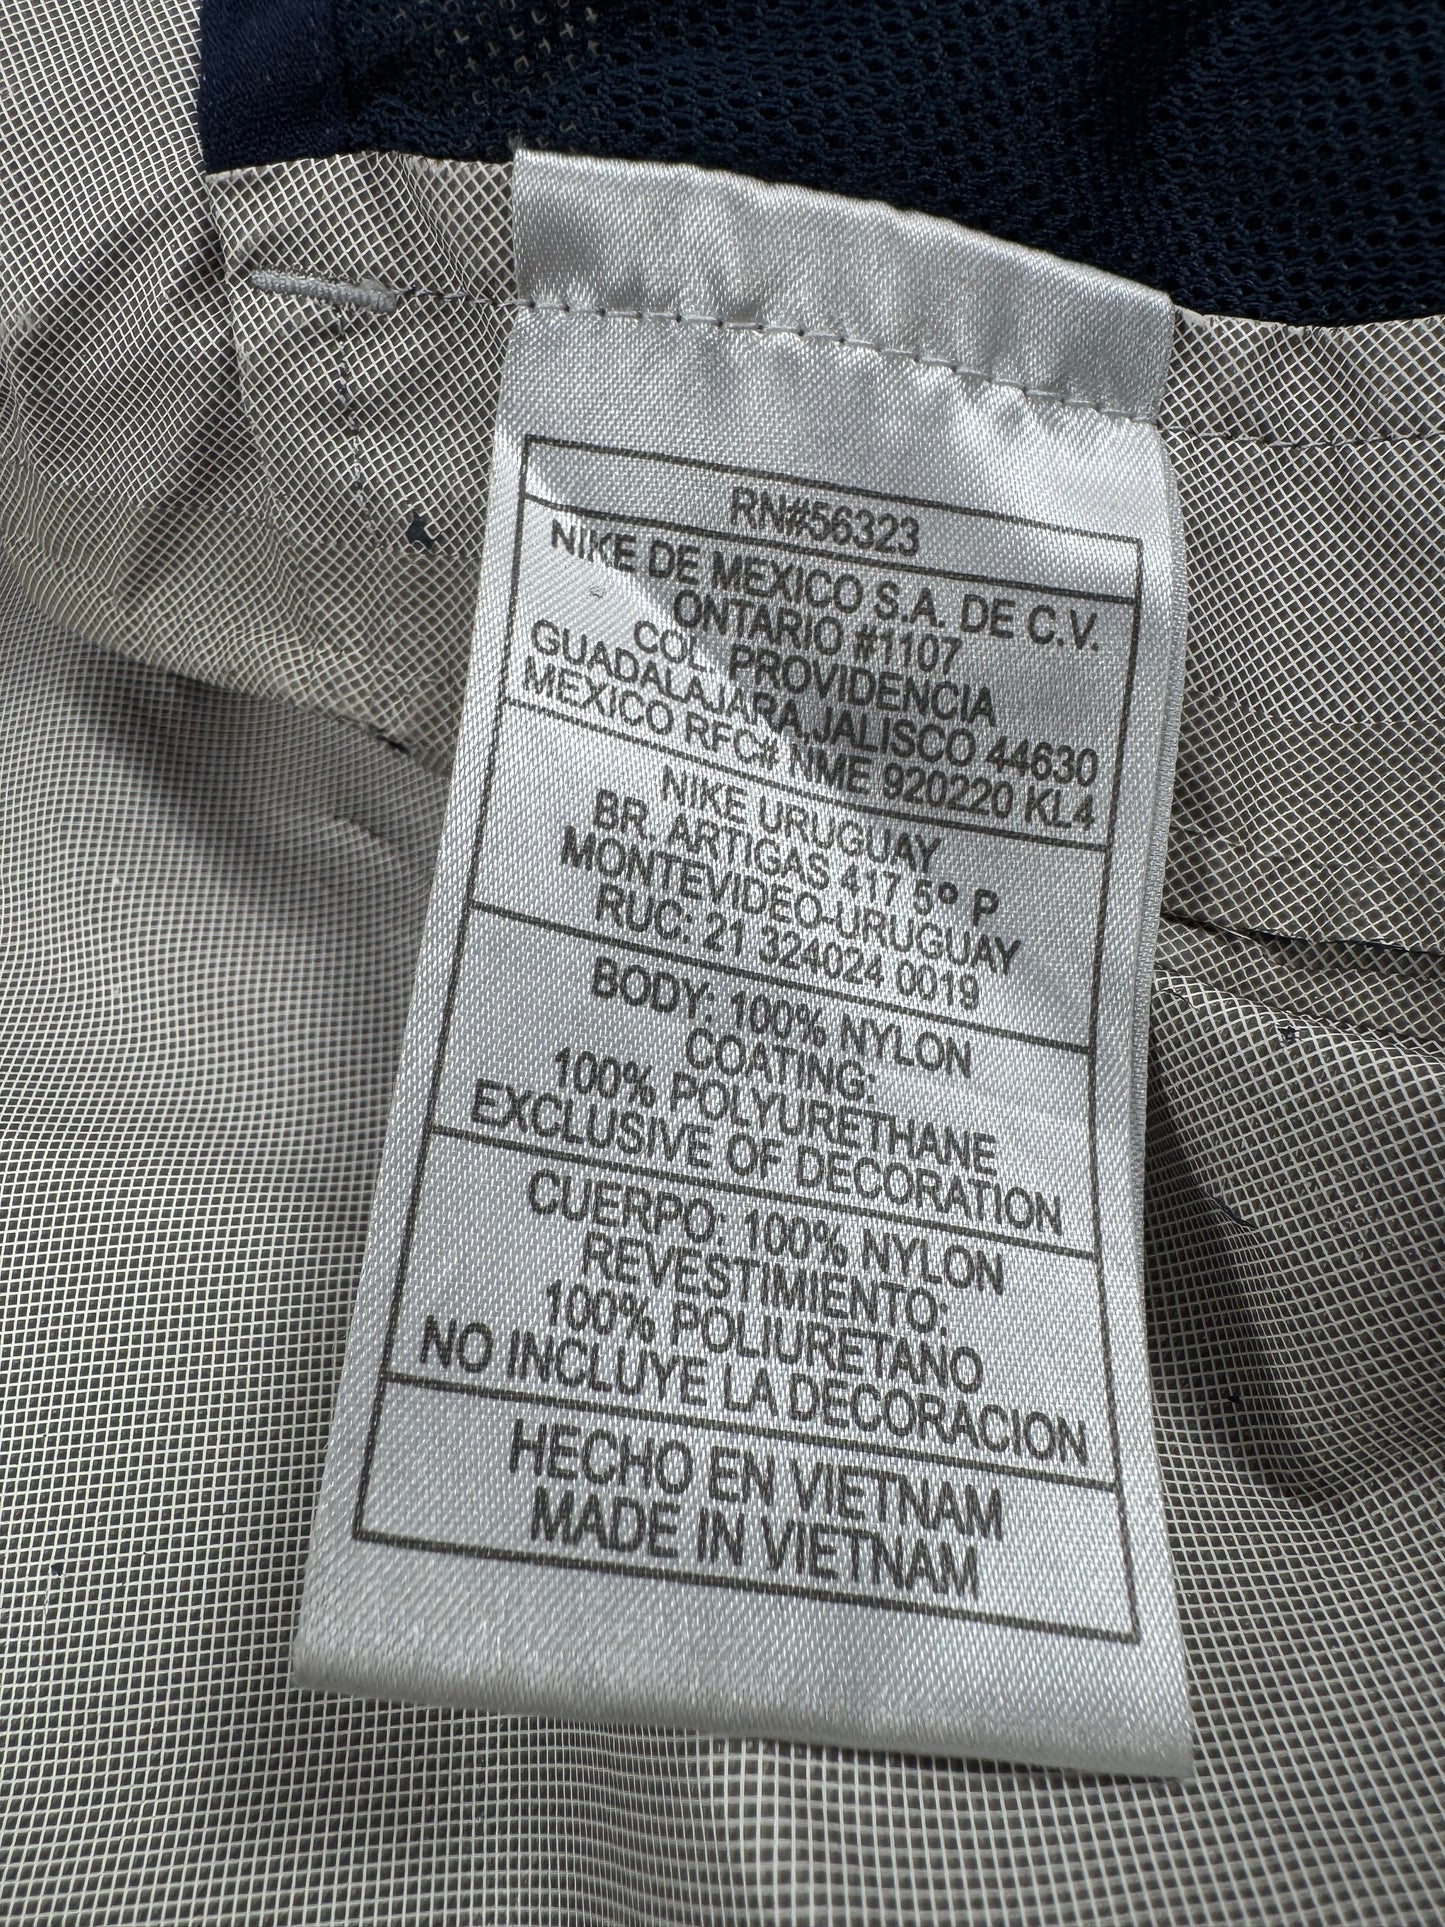 RN#56323
NIKE DE MEXICO S.A. DE C.V.
ONTARIO #1107
COL. PROVIDENCIA
GUADALAJARA,JALISCO 44630
MEXICO RFC# NME 920220 KL4
NIKE URUGUAY
BR. ARTIGAS 417 5º P
MONTEVIDEO-URUGUAY
RUC: 21 324024 0019
BODY: 100% NYLON
COATING:
100% POLYURETHANE
EXCLUSIVE OF DECORATION
CUERPO: 100% NYLON
REVESTIMIENTO:
100% POLIURETANO
NO INCLUYE LA DECORACION
HECHO EN VIETNAM
MADE IN VIETNAM